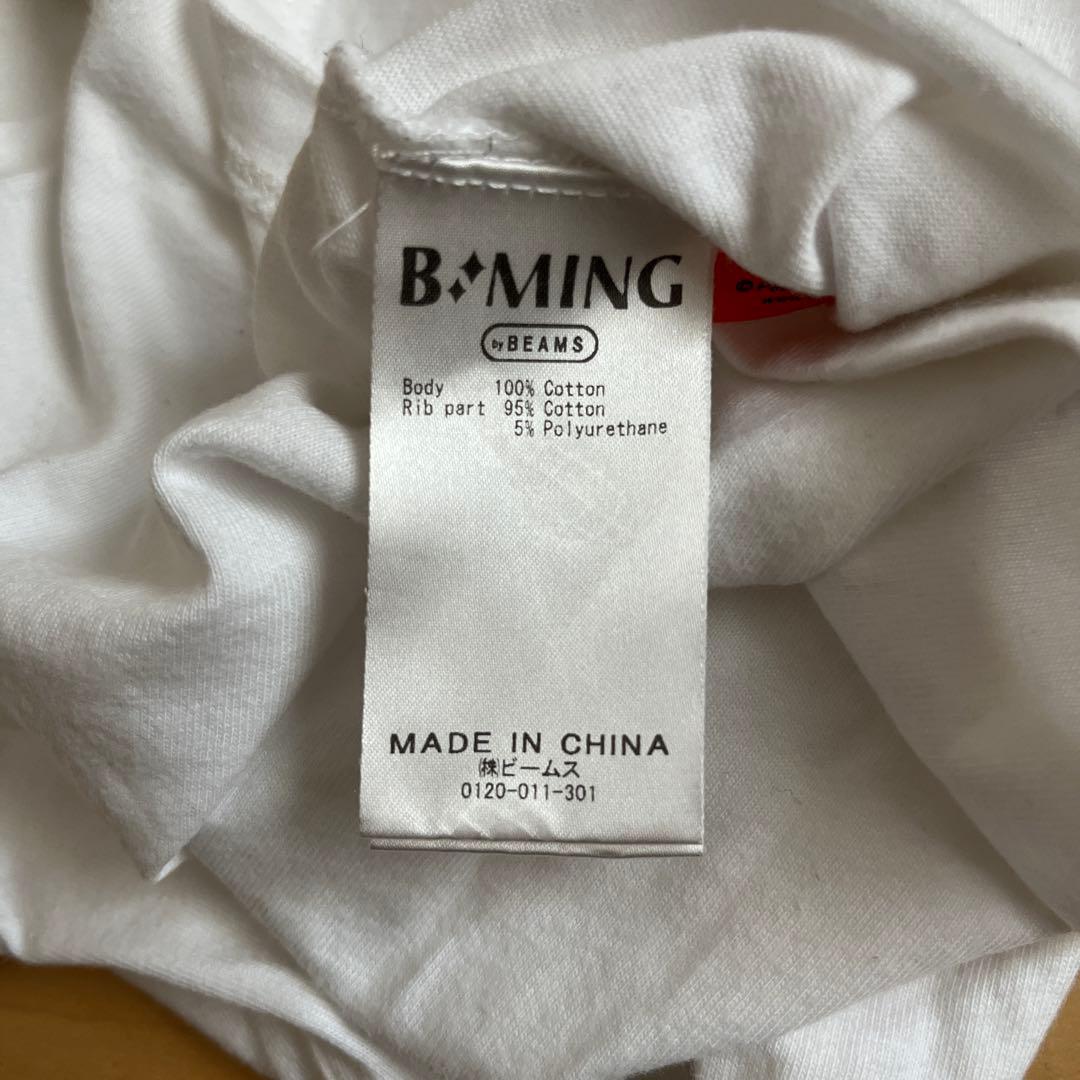 B MING
by BEAMS
Body 100% Cotton
Rib part 95% Cotton
5% Polyurethane
MADE IN CHINA
㈱ビームス
0120-011-301